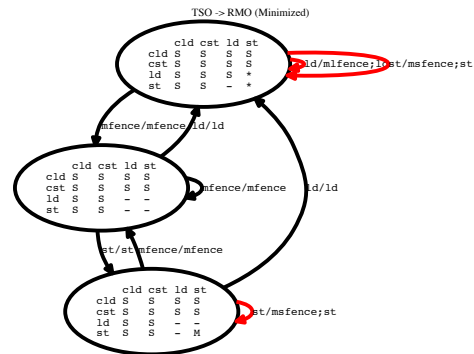 TSO -> RMO (Minimized)
cld cst ld st
cld S S S S
cst S S S S
ld S S S *
st S S - *
ld/mlfence;ld
st/msfence;st
mfence/mfence
ld/ld
cld cst ld st
cld S S S S
cst S S S S
ld S S - -
st S S - -
mfence/mfence
ld/ld
st/st
mfence/mfence
cld cst ld st
cld S S S S
cst S S S S
ld S S - -
st S S - M
st/msfence;st